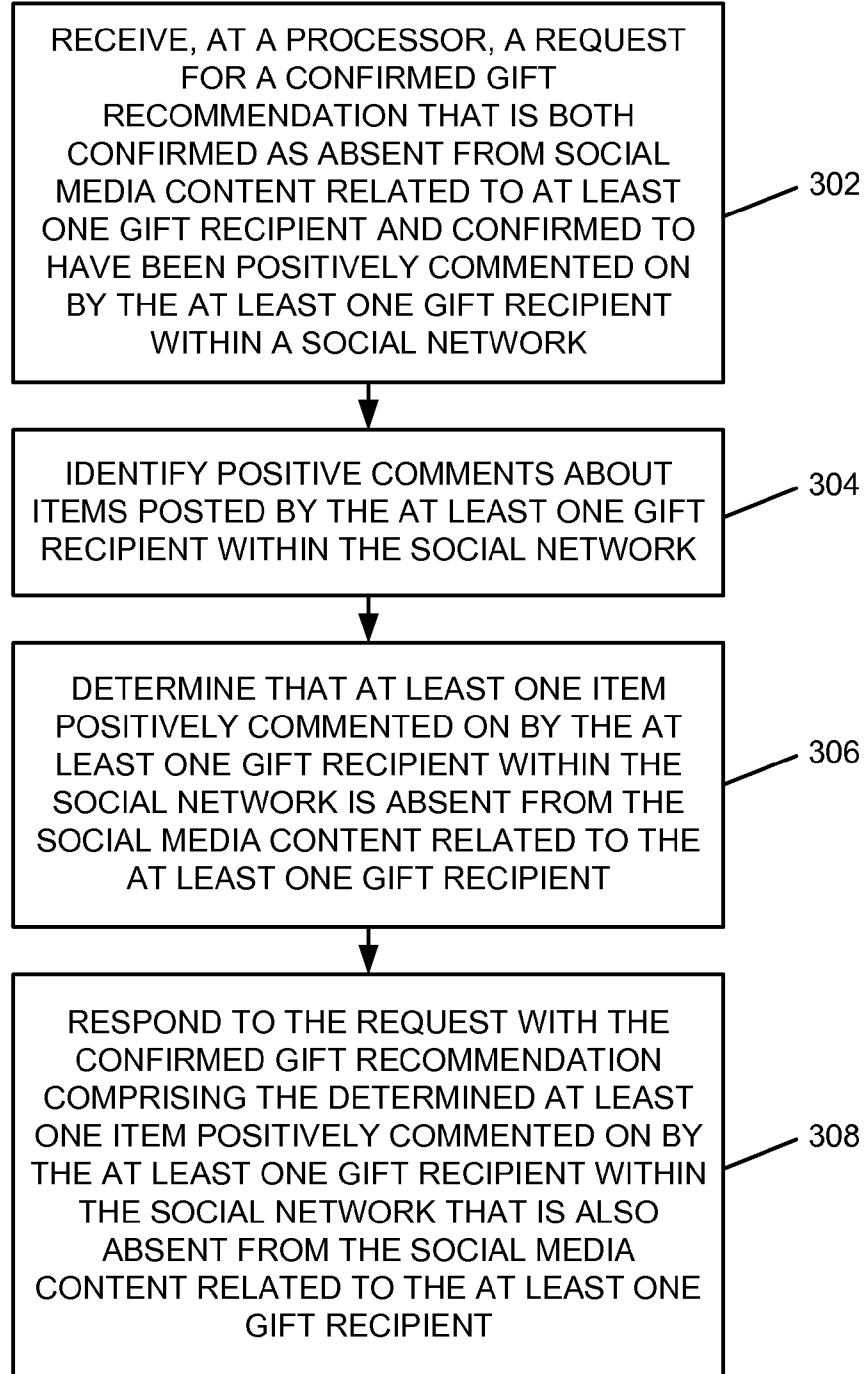 RECEIVE, AT A PROCESSOR, A REQUEST
FOR A CONFIRMED GIFT
RECOMMENDATION THAT IS BOTH
CONFIRMED AS ABSENT FROM SOCIAL
MEDIA CONTENT RELATED TO AT LEAST
ONE GIFT RECIPIENT AND CONFIRMED TO
HAVE BEEN POSITIVELY COMMENTED ON
BY THE AT LEAST ONE GIFT RECIPIENT
WITHIN A SOCIAL NETWORK
302
IDENTIFY POSITIVE COMMENTS ABOUT
ITEMS POSTED BY THE AT LEAST ONE GIFT
RECIPIENT WITHIN THE SOCIAL NETWORK
304
DETERMINE THAT AT LEAST ONE ITEM
POSITIVELY COMMENTED ON BY THE AT
LEAST ONE GIFT RECIPIENT WITHIN THE
SOCIAL NETWORK IS ABSENT FROM THE
SOCIAL MEDIA CONTENT RELATED TO THE
AT LEAST ONE GIFT RECIPIENT
306
RESPOND TO THE REQUEST WITH THE
CONFIRMED GIFT RECOMMENDATION
COMPRISING THE DETERMINED AT LEAST
ONE ITEM POSITIVELY COMMENTED ON BY
THE AT LEAST ONE GIFT RECIPIENT WITHIN
THE SOCIAL NETWORK THAT IS ALSO
ABSENT FROM THE SOCIAL MEDIA
CONTENT RELATED TO THE AT LEAST ONE
GIFT RECIPIENT
308